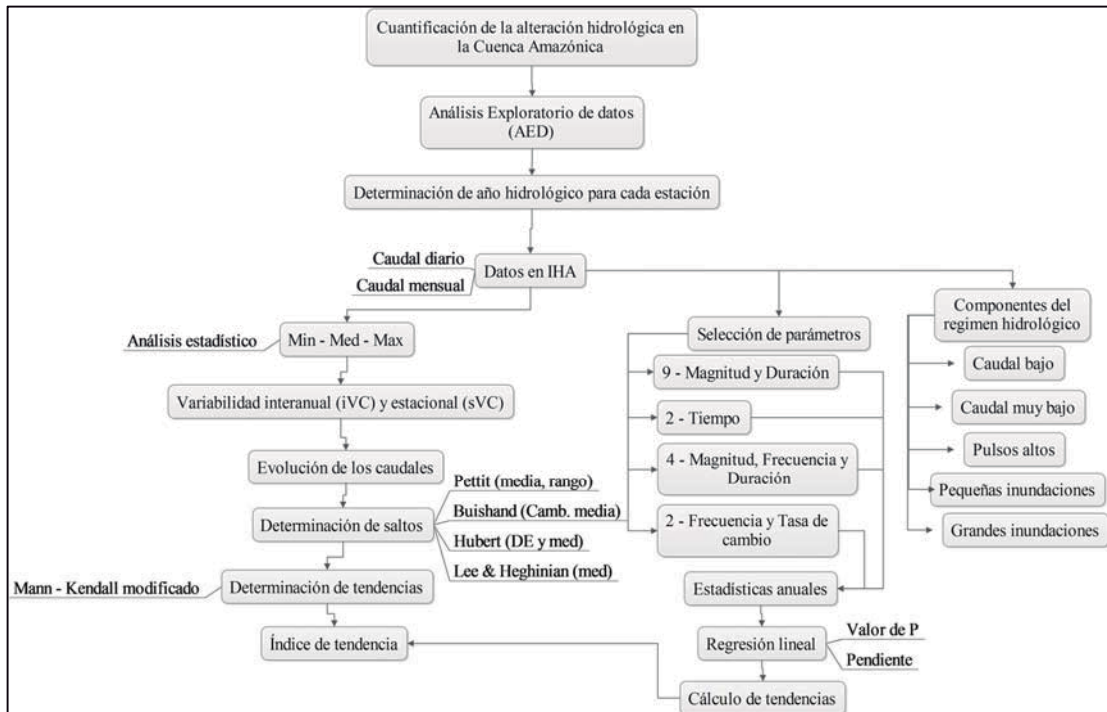 Cuantificación de la alteración hidrológica en
la Cuenca Amazónica
Análisis Exploratorio de datos
(AED)
Determinación de año hidrológico para cada estación
Caudal diario
Caudal mensual
Datos en IHA
Análisis estadístico
Min - Med - Max
Variabilidad interanual (iVC) y estacional (sVC)
Evolución de los caudales
Determinación de saltos
Pettit (media, rango)
Buishand (Camb. media)
Hubert (DE y med)
Lee & Heghinian (med)
Mann - Kendall modificado
Determinación de tendencias
Índice de tendencia
Selección de parámetros
9 - Magnitud y Duración
2 - Tiempo
4 - Magnitud, Frecuencia y
Duración
2 - Frecuencia y Tasa de
cambio
Estadísticas anuales
Regresión lineal
Valor de P
Pendiente
Cálculo de tendencias
Componentes del
regimen hidrológico
Caudal bajo
Caudal muy bajo
Pulsos altos
Pequeñas inundaciones
Grandes inundaciones